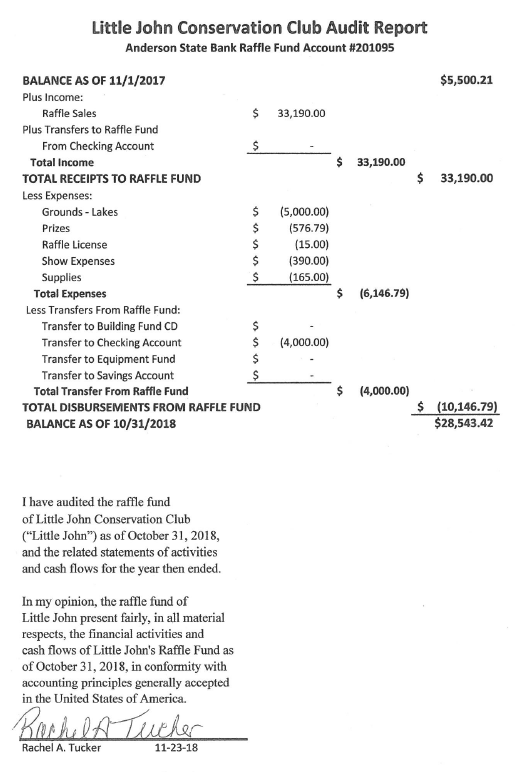 Little John Conservation Club Audit Report
Anderson State Bank Raffle Fund Account #201095
BALANCE AS OF 11/1/2017 $5,500.21
Plus Income:
Raffle Sales $ 33,190.00
Plus Transfers to Raffle Fund
From Checking Account $ -
Total Income $ 33,190.00
TOTAL RECEIPTS TO RAFFLE FUND $ 33,190.00
Less Expenses:
Grounds - Lakes $ (5,000.00)
Prizes $ (576.79)
Raffle License $ (15.00)
Show Expenses $ (390.00)
Supplies $ (165.00)
Total Expenses $ (6,146.79)
Less Transfers From Raffle Fund:
Transfer to Building Fund CD $ -
Transfer to Checking Account $ (4,000.00)
Transfer to Equipment Fund $ -
Transfer to Savings Account $ -
Total Transfer From Raffle Fund $ (4,000.00)
TOTAL DISBURSEMENTS FROM RAFFLE FUND $ (10,146.79)
BALANCE AS OF 10/31/2018 $28,543.42
I have audited the raffle fund
of Little John Conservation Club
(“Little John”) as of October 31, 2018,
and the related statements of activities
and cash flows for the year then ended.
In my opinion, the raffle fund of
Little John present fairly, in all material
respects, the financial activities and
cash flows of Little John's Raffle Fund as
of October 31, 2018, in conformity with
accounting principles generally accepted
in the United States of America.
Rachel A Tucker
Rachel A. Tucker 11-23-18